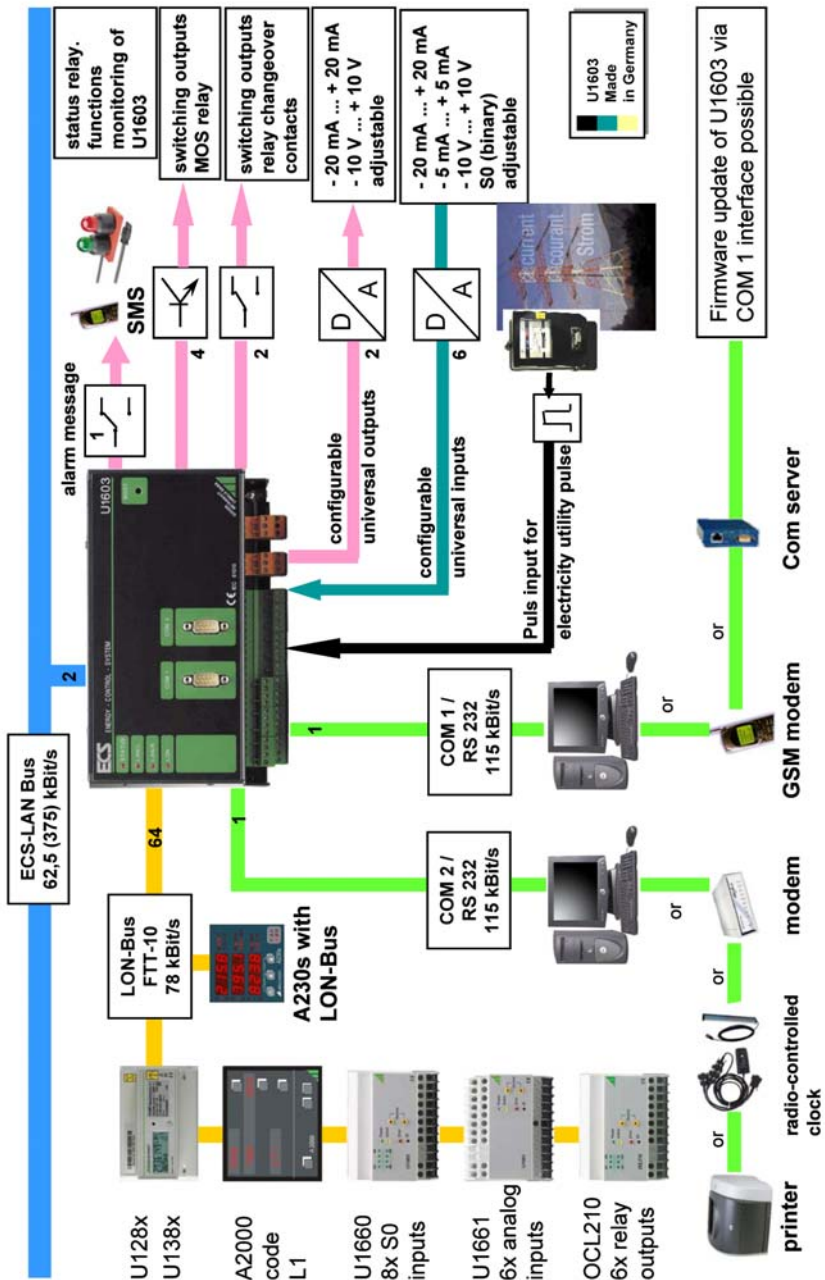 ECS-LAN Bus
62,5 (375) kBit/s
2
LON-Bus
FTT-10
78 kBit/s
64
A230s with
LON-Bus
U128x
U138x
A2000
code
L1
U1660
8x S0
inputs
U1661
6x analog
inputs
OCL210
6x relay
outputs
ECS
ENERGY - CONTROL - SYSTEM
U1603
alarm message
1
SMS
status relay.
functions
monitoring of
U1603
4
switching outputs
MOS relay
2
switching outputs
relay changeover
contacts
configurable
universal outputs
2
D
A
- 20 mA ... + 20 mA
- 10 V ... + 10 V
adjustable
configurable
universal inputs
6
D
A
- 20 mA ... + 20 mA
- 5 mA ... + 5 mA
- 10 V ... + 10 V
S0 (binary)
adjustable
Puls input for
electricity utility pulse
current
courant
Strom
U1603
Made
in Germany
1
COM 1 /
RS 232
115 kBit/s
or
GSM modem
or
Com server
Firmware update of U1603 via
COM 1 interface possible
1
COM 2 /
RS 232
115 kBit/s
or
modem
or
radio-controlled
clock
or
printer